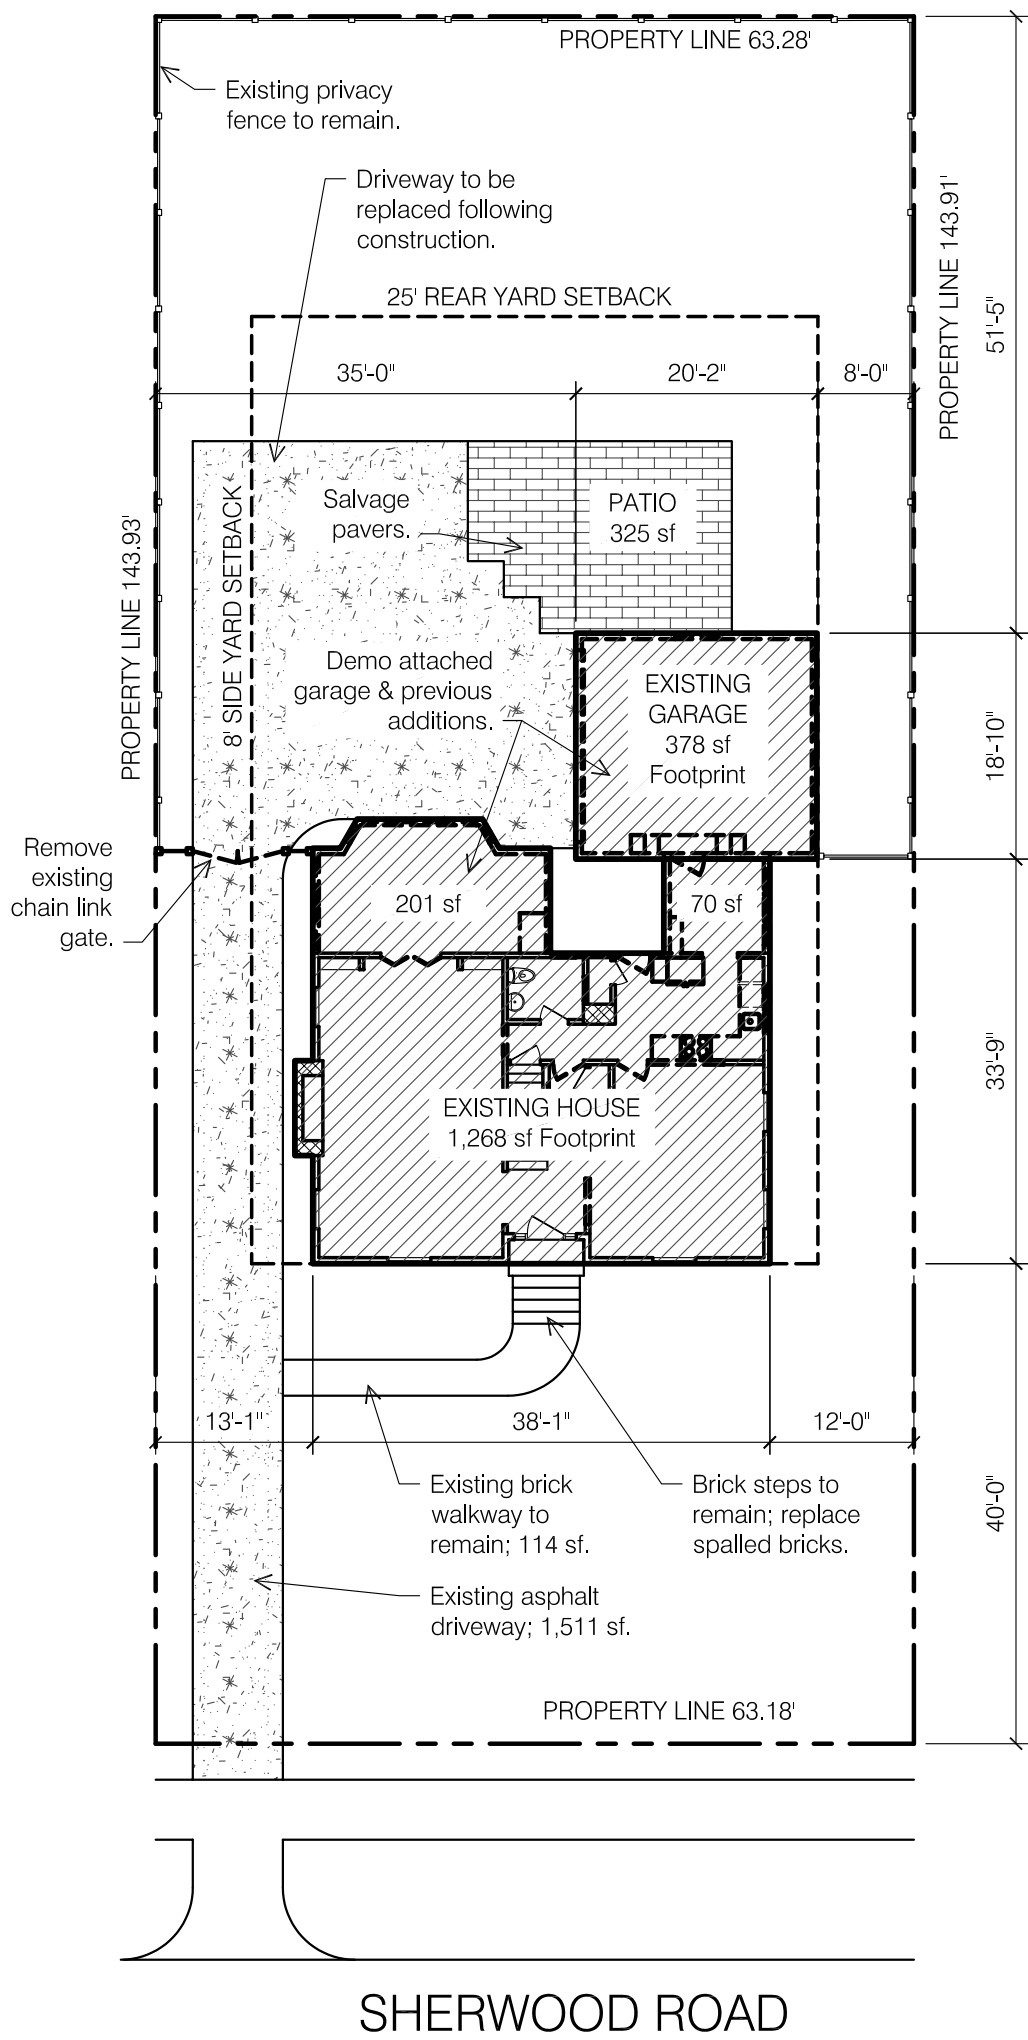 PROPERTY LINE 63.28'
Existing privacy
fence to remain.
Driveway to be
replaced following
construction.
PROPERTY LINE 143.91'
25' REAR YARD SETBACK
51'-5"
35'-0"
20'-2"
8'-0"
8' SIDE YARD SETBACK
PROPERTY LINE 143.93'
Salvage
pavers.
PATIO
325 sf
Demo attached
garage & previous
additions.
EXISTING
GARAGE
378 sf
Footprint
18'-10"
Remove
existing
chain link
gate.
201 sf
70 sf
33'-9"
EXISTING HOUSE
1,268 sf Footprint
13'-1"
38'-1"
12'-0"
40'-0"
Existing brick
walkway to
remain; 114 sf.
Brick steps to
remain; replace
spalled bricks.
Existing asphalt
driveway; 1,511 sf.
PROPERTY LINE 63.18'
SHERWOOD ROAD